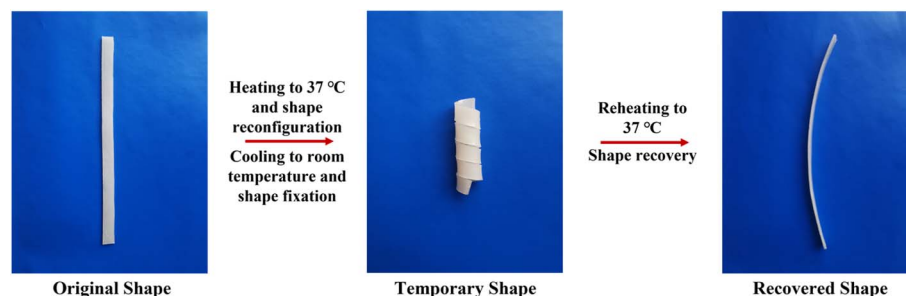 Heating to 37 ℃
and shape
reconfiguration
Cooling to room
temperature and
shape fixation
Reheating to
37 ℃
Shape recovery
Original Shape
Temporary Shape
Recovered Shape